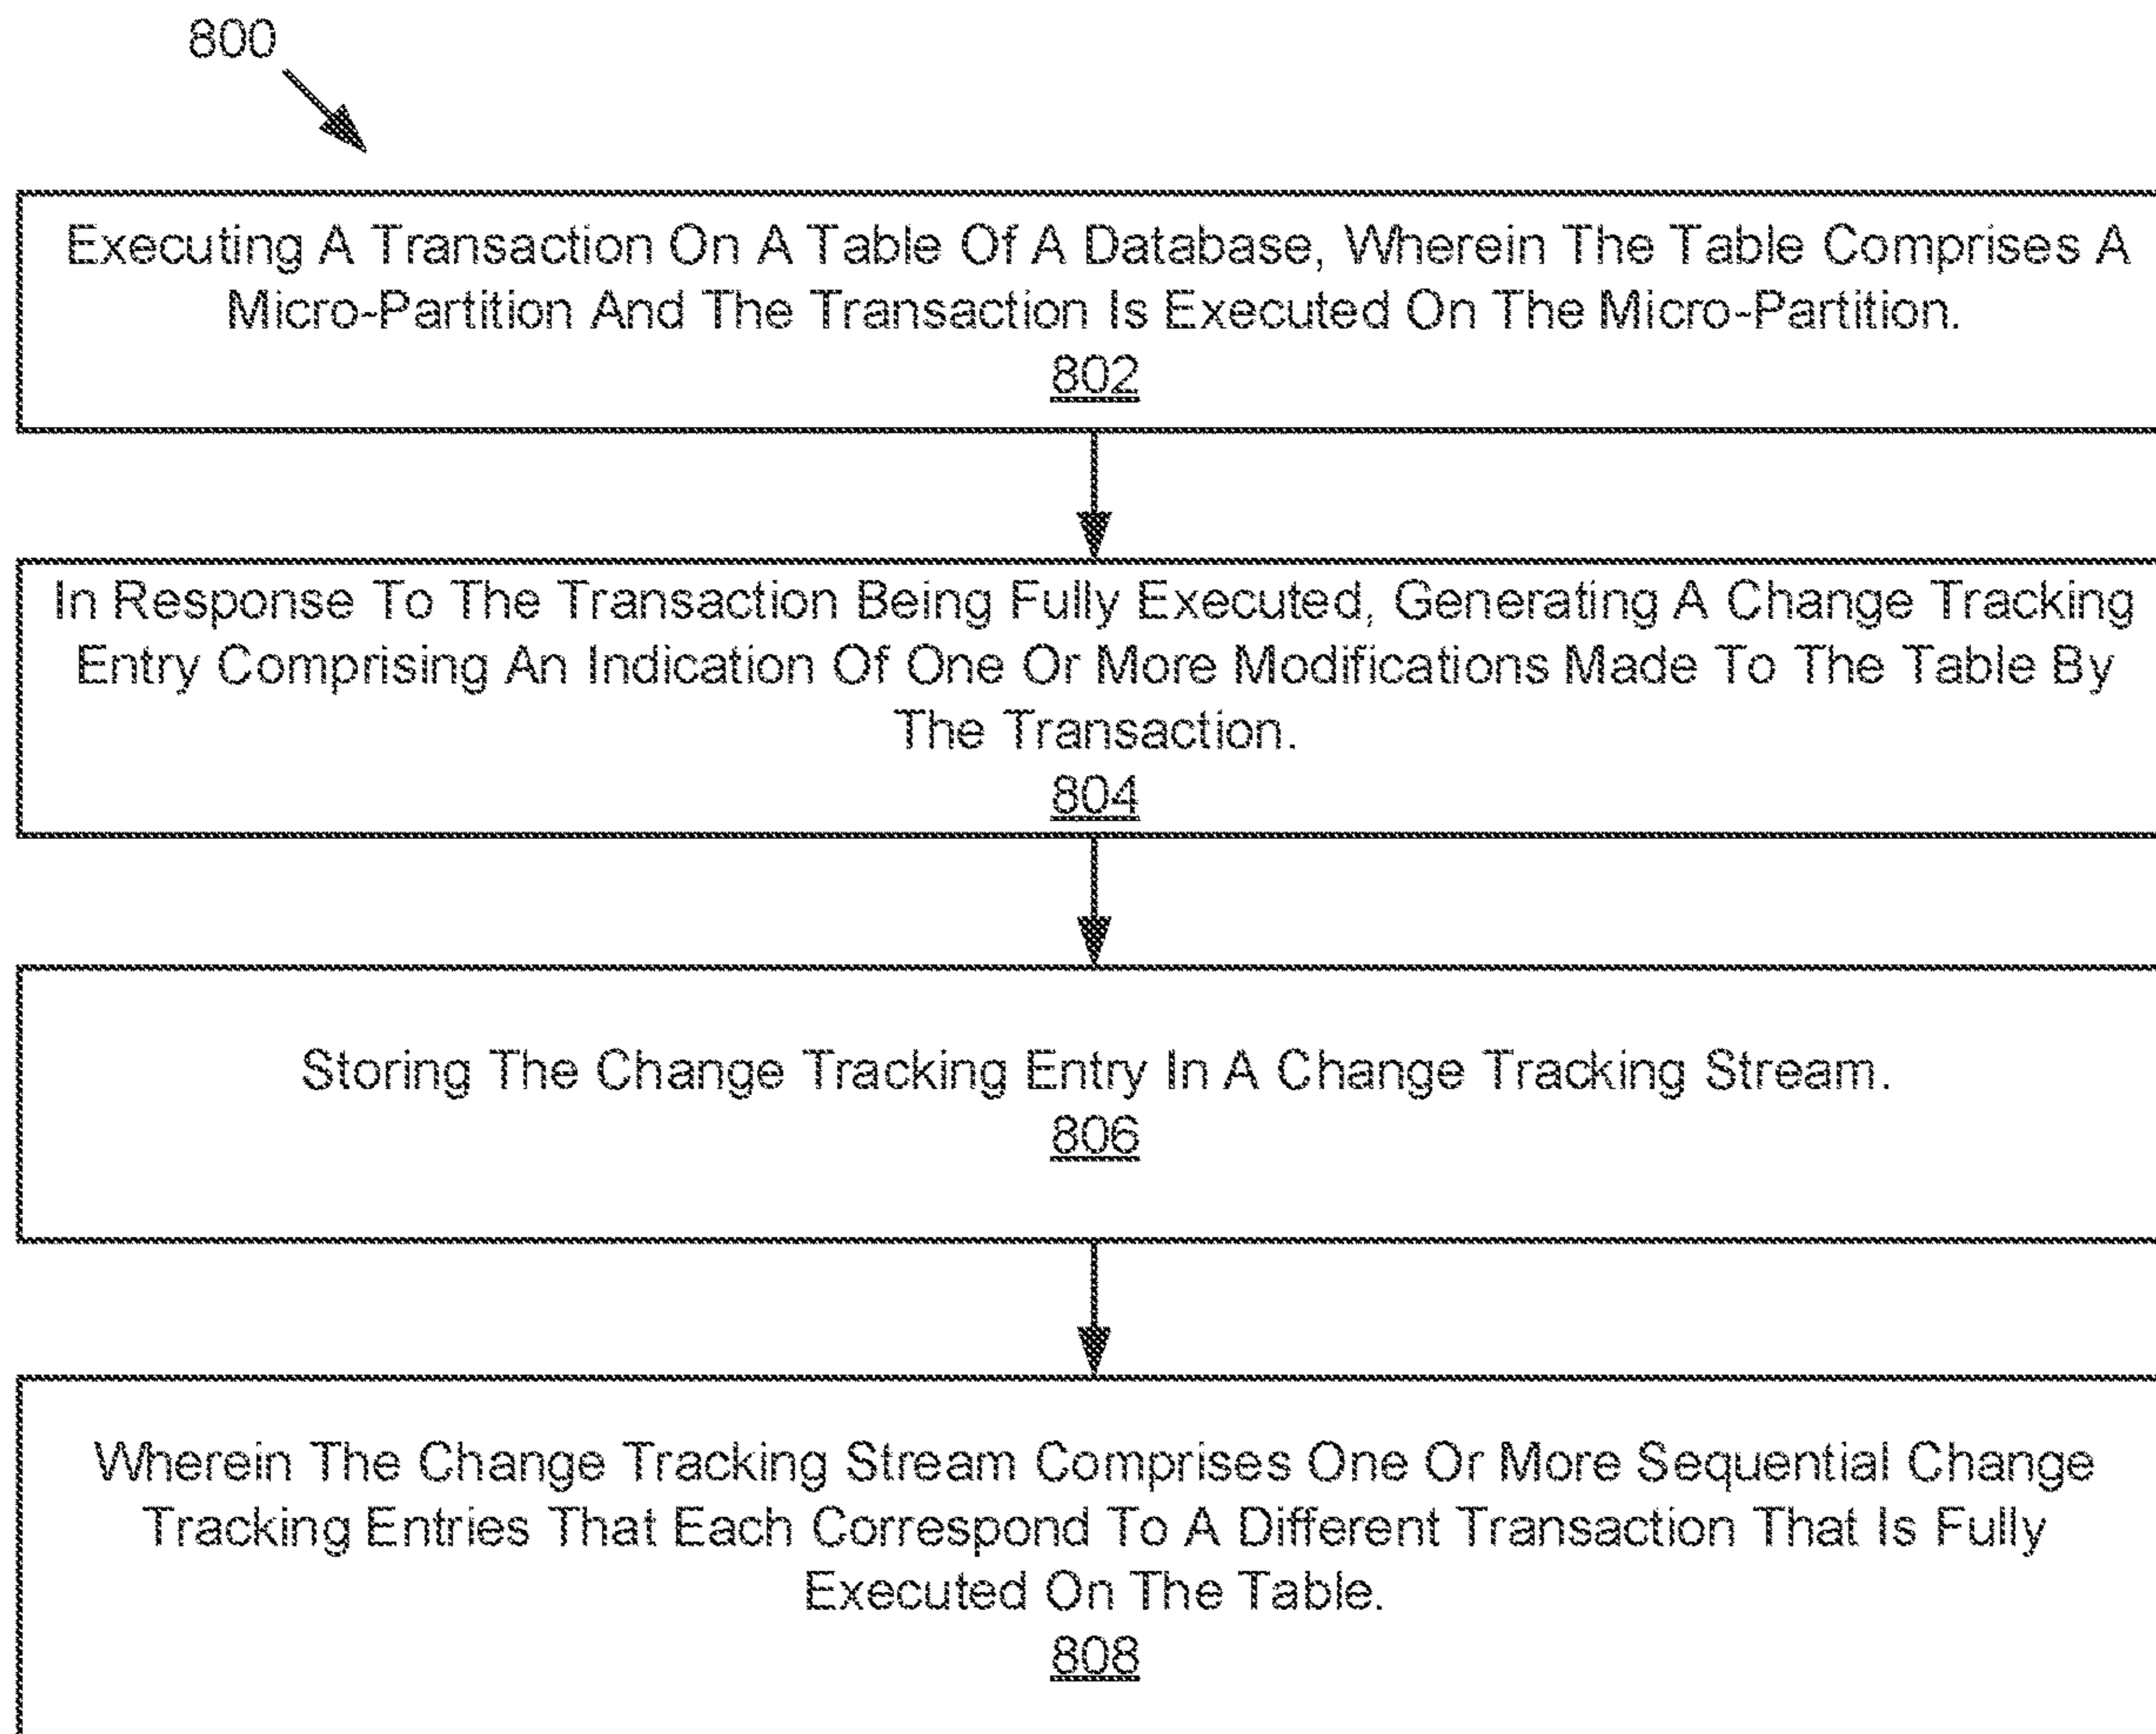 800
Executing A Transaction On A Table Of A Database, Wherein The Table Comprises A
Micro-Partition And The Transaction Is Executed On The Micro-Partition.
802
In Response To The Transaction Being Fully Executed, Generating A Change Tracking
Entry Comprising An Indication Of One Or More Modifications Made To The Table By
The Transaction.
804
Storing The Change Tracking Entry In A Change Tracking Stream.
806
Wherein The Change Tracking Stream Comprises One Or More Sequential Change
Tracking Entries That Each Correspond To A Different Transaction That Is Fully
Executed On The Table.
808